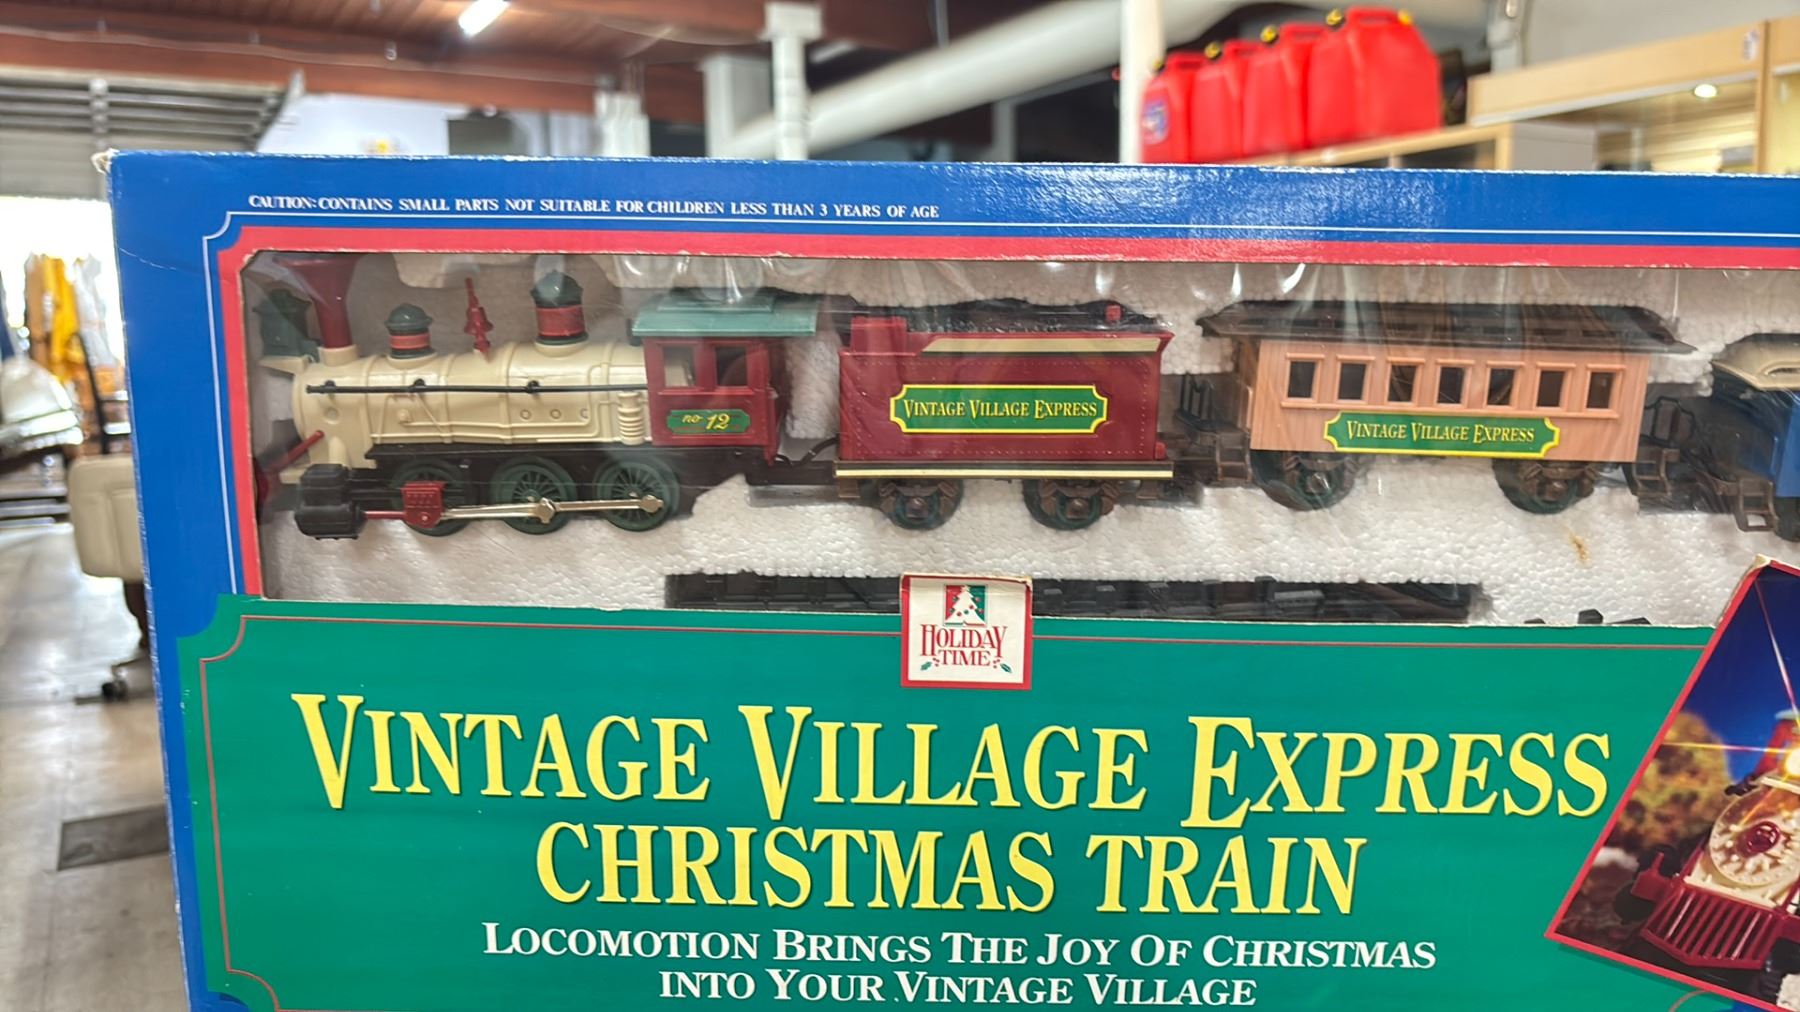 CAUTION: CONTAINS SMALL PARTS NOT SUITABLE FOR CHILDREN LESS THAN 3 YEARS OF AGE
no 12
VINTAGE VILLAGE EXPRESS
VINTAGE VILLAGE EXPRESS
HOLIDAY
TIME
VINTAGE VILLAGE EXPRESS
CHRISTMAS TRAIN
LOCOMOTION BRINGS THE JOY OF CHRISTMAS
INTO YOUR VINTAGE VILLAGE